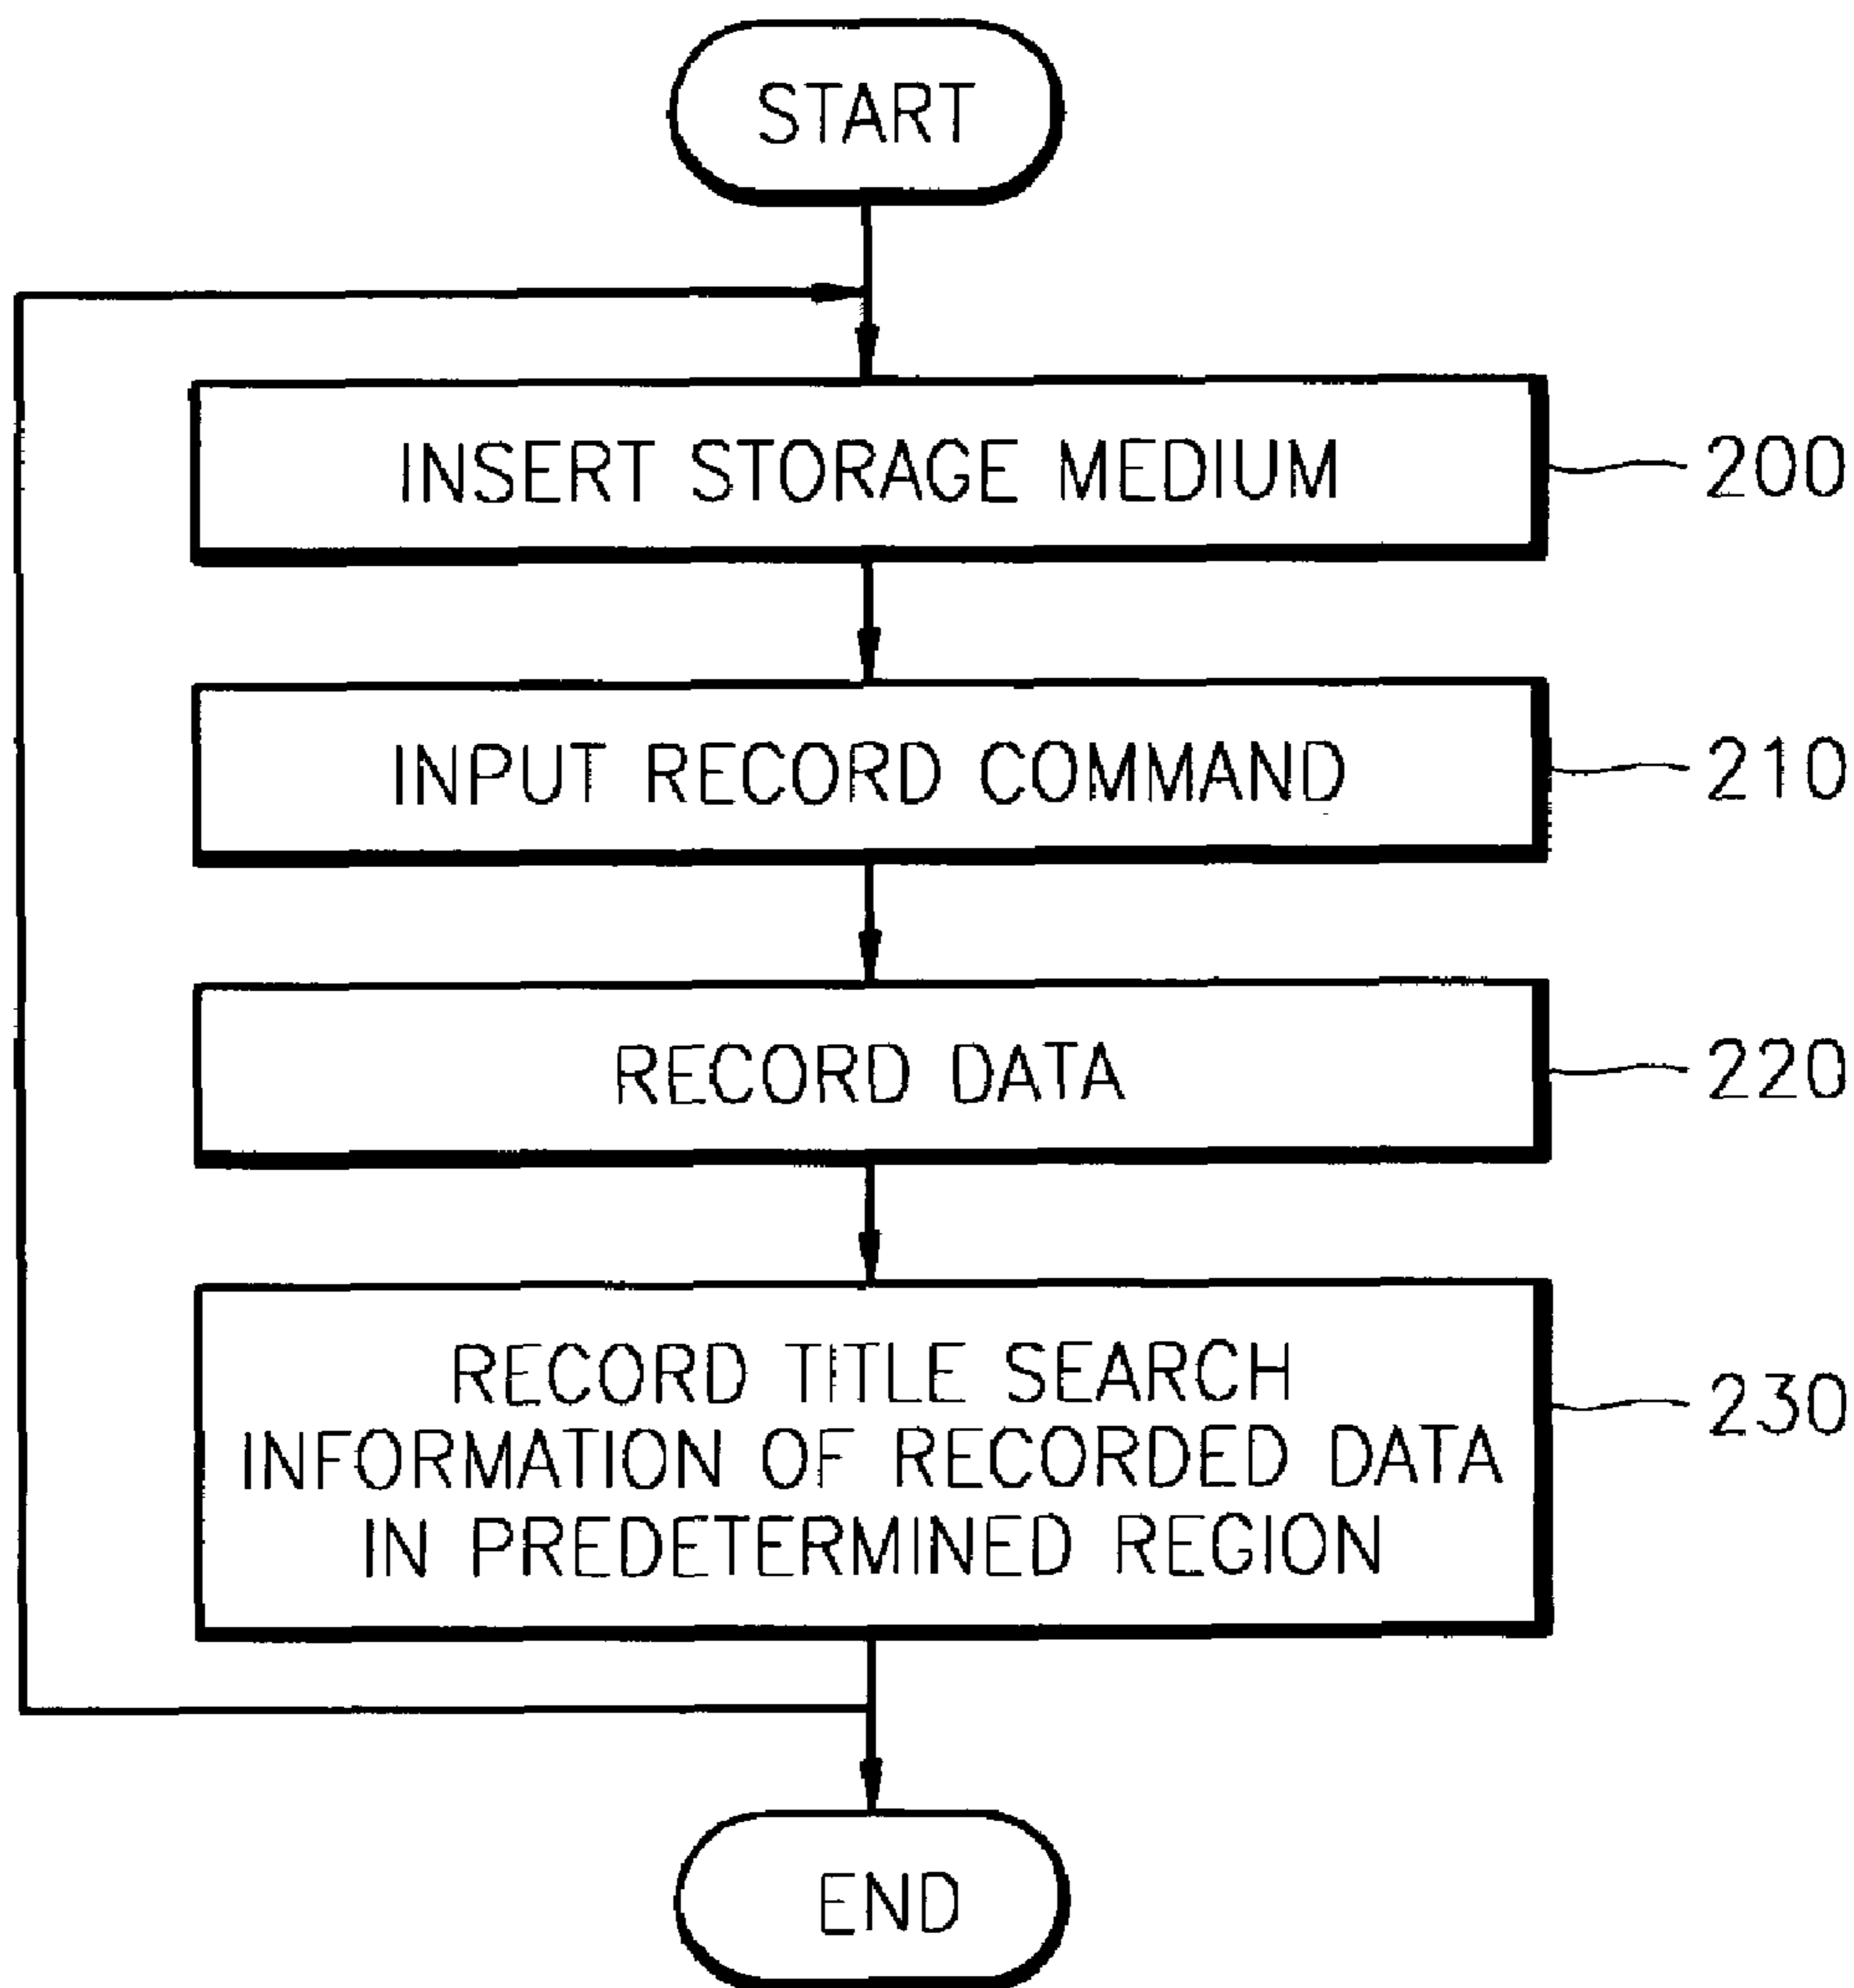 START
INSERT STORAGE MEDIUM
200
INPUT RECORD COMMAND
210
RECORD DATA
220
RECORD TITLE SEARCH
INFORMATION OF RECORDED DATA
IN PREDETERMINED REGION
230
END